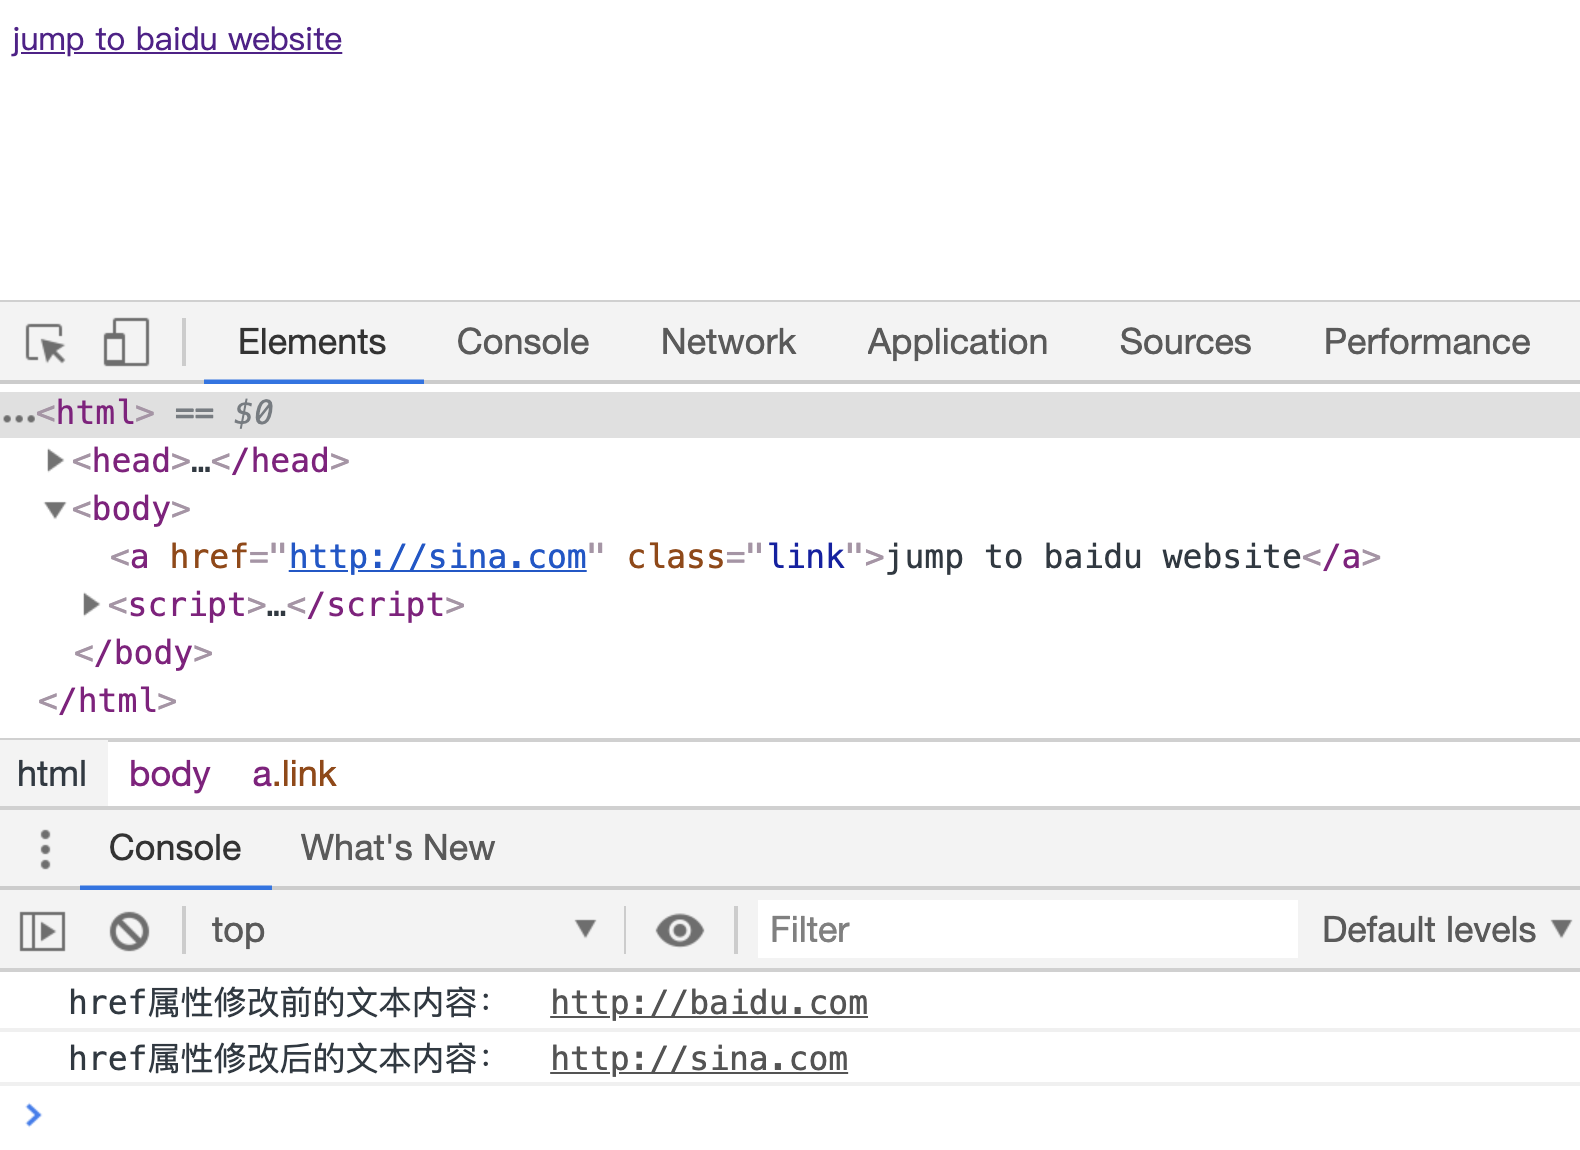 jump to baidu website
Elements Console Network Application Sources Performance
…<html> == $0
<head>…</head>
<body>
<a href="http://sina.com" class="link">jump to baidu website</a>
<script>…</script>
</body>
</html>
html body a.link
Console What's New
top Filter Default levels
href属性修改前的文本内容： http://baidu.com
href属性修改后的文本内容： http://sina.com